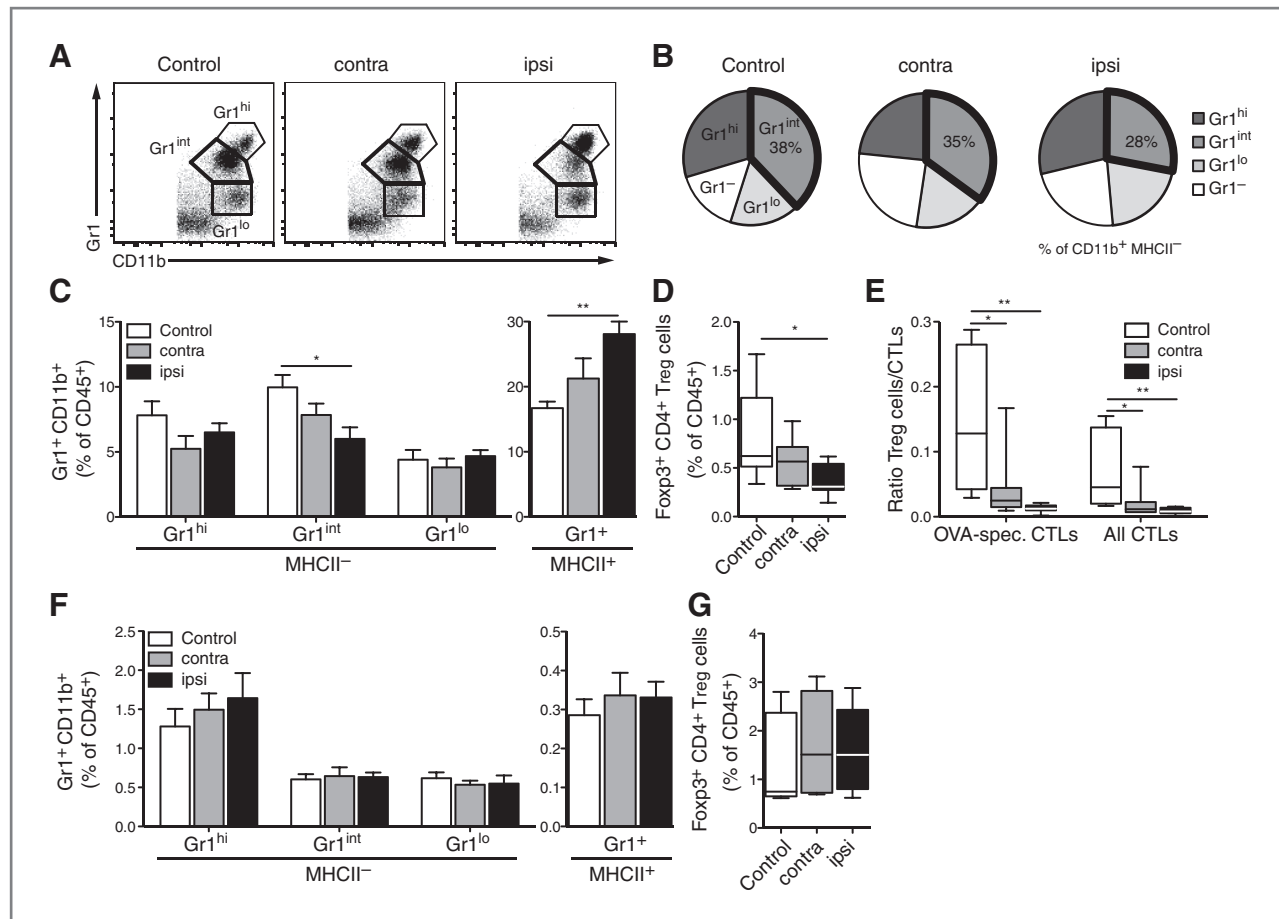 A
Control
contra
ipsi
Gr1hi
Gr1int
Gr1lo
Gr1
CD11b
B
Control
contra
ipsi
Gr1hi
Gr1int
38%
Gr1–
Gr1lo
35%
28%
Gr1hi
Gr1int
Gr1lo
Gr1–
% of CD11b+ MHCII–
C
Gr1+ CD11b+
(% of CD45+)
15
10
5
0
Control
contra
ipsi
*
Gr1hi
Gr1int
Gr1lo
MHCII–
30
20
10
0
**
Gr1+
MHCII+
D
Foxp3+ CD4+ Treg cells
(% of CD45+)
2.0
1.5
1.0
0.5
0.0
*
Control
contra
ipsi
E
Ratio Treg cells/CTLs
0.3
0.2
0.1
0.0
**
*
Control
contra
ipsi
**
*
OVA-spec. CTLs
All CTLs
F
Gr1+ CD11b+
(% of CD45+)
2.5
2.0
1.5
1.0
0.5
0.0
Control
contra
ipsi
Gr1hi
Gr1int
Gr1lo
MHCII–
0.5
0.4
0.3
0.2
0.1
0.0
Gr1+
MHCII+
G
Foxp3+ CD4+ Treg cells
(% of CD45+)
4
3
2
1
0
Control
contra
ipsi